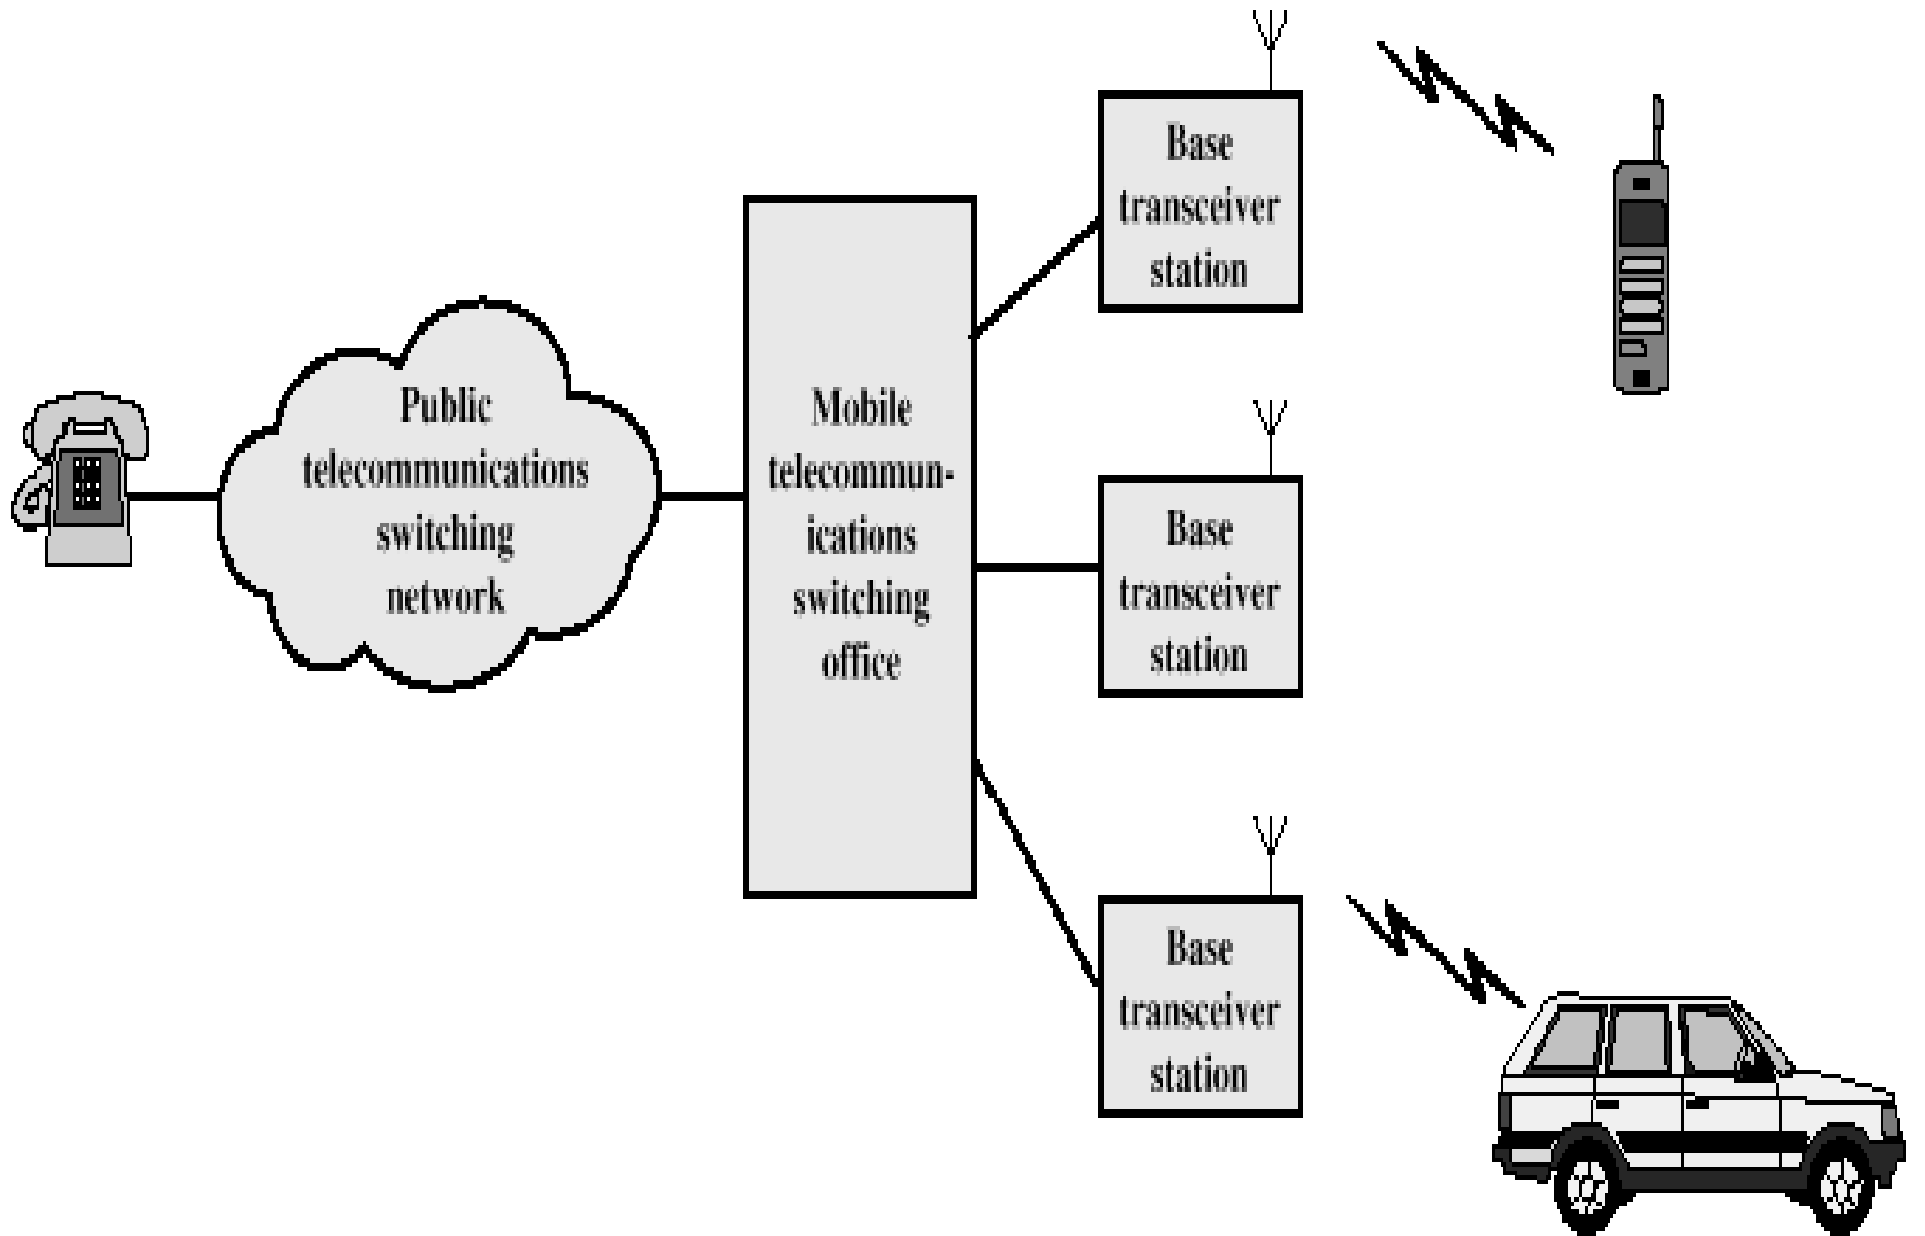 Public
telecommunications
switching
network
Mobile
telecommun-
ications
switching
office
Base
transceiver
station
Base
transceiver
station
Base
transceiver
station